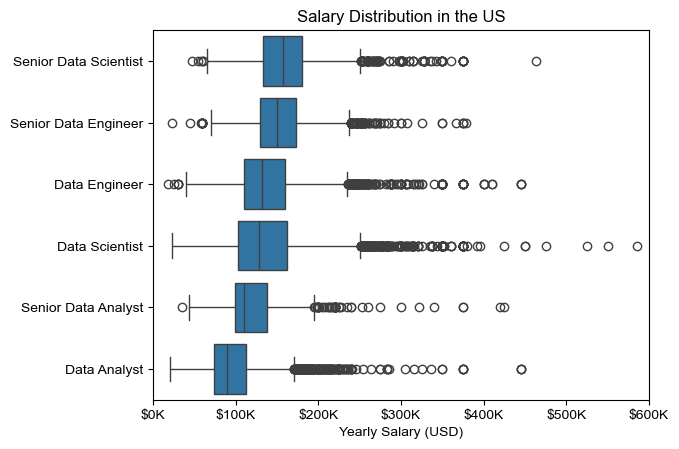 Salary Distribution in the US
Senior Data Scientist
Senior Data Engineer
Data Engineer
Data Scientist
Senior Data Analyst
Data Analyst
$0K $100K $200K $300K $400K $500K $600K
Yearly Salary (USD)